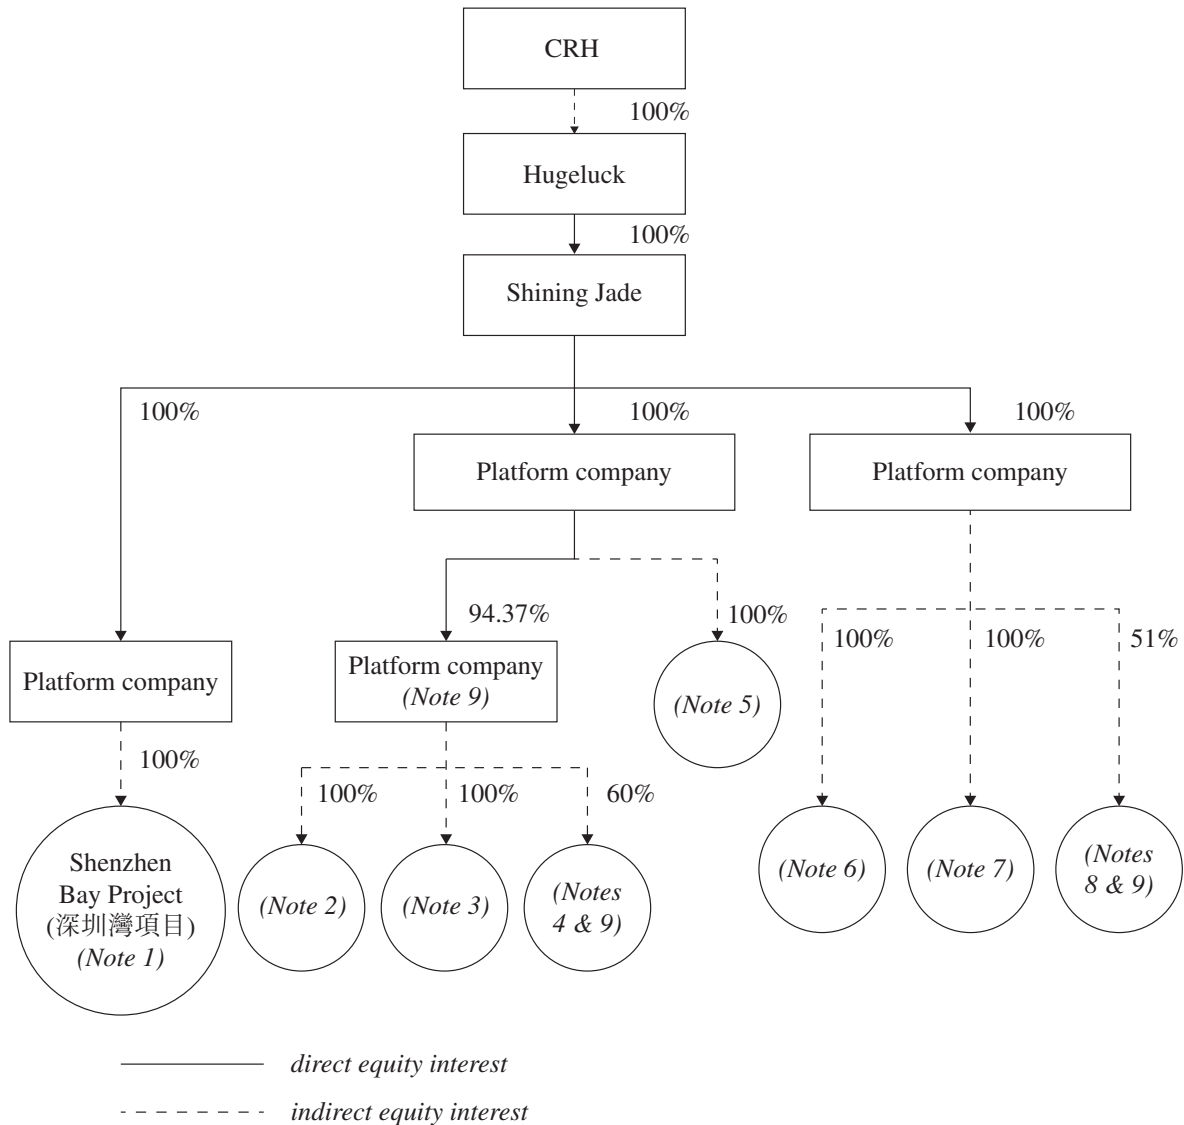 CRH
100%
Hugeluck
100%
Shining Jade
100%
100%
100%
Platform company
Platform company
94.37%
100%
100%
100%
51%
Platform company
Platform company
(Note 9)
(Note 5)
100%
100%
100%
60%
Shenzhen
Bay Project
(深圳灣項目)
(Note 1)
(Note 2)
(Note 3)
(Notes
4 & 9)
(Note 6)
(Note 7)
(Notes
8 & 9)
direct equity interest
indirect equity interest